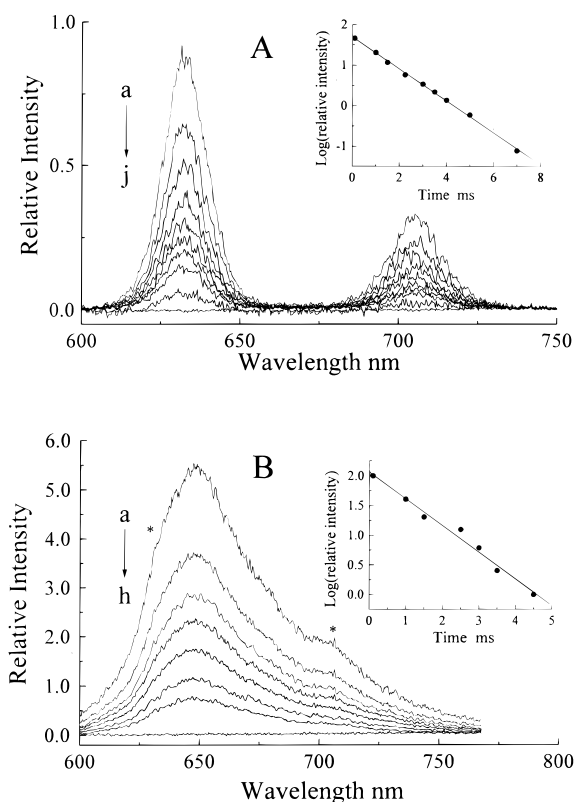 A
a
j
Relative Intensity
1.0
0.5
0.0
600 650 700 750
Wavelength nm
Log(relative intensity)
2
1
0
-1
0 2 4 6 8
Time ms
B
a
h
*
*
Relative Intensity
6.0
5.0
4.0
3.0
2.0
1.0
0.0
600 650 700 750 800
Wavelength nm
Log(relative intensity)
2.0
1.5
1.0
0.5
0.0
0 1 2 3 4 5
Time ms